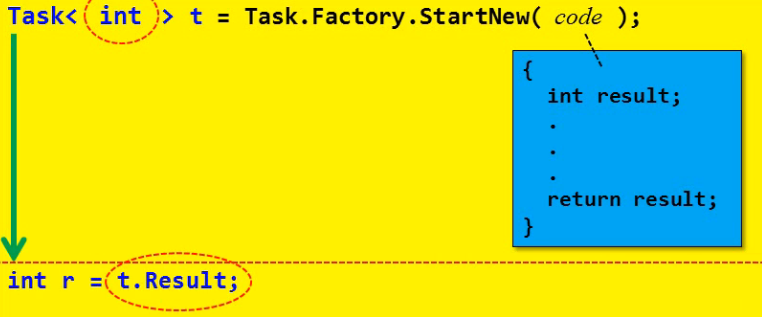 Task< int > t = Task.Factory.StartNew( code );
{
int result;
.
.
.
return result;
}
int r = t.Result;